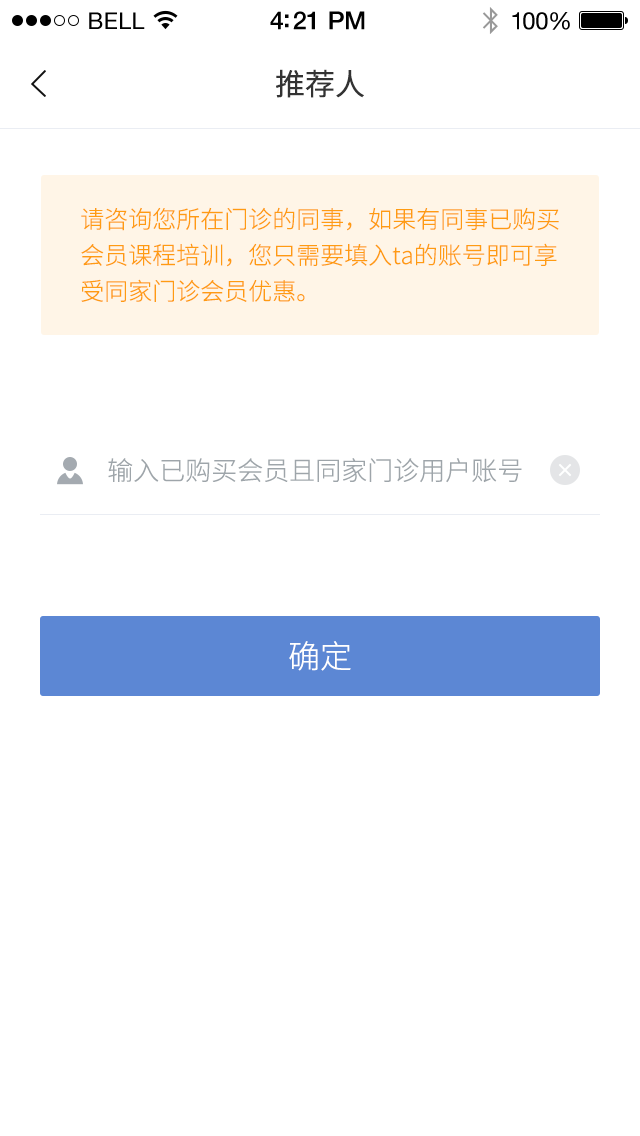 BELL 4:21 PM 100%
推荐人
请咨询您所在门诊的同事，如果有同事已购买
会员课程培训，您只需要填入ta的账号即可享
受同家门诊会员优惠。
输入已购买会员且同家门诊用户账号
确定